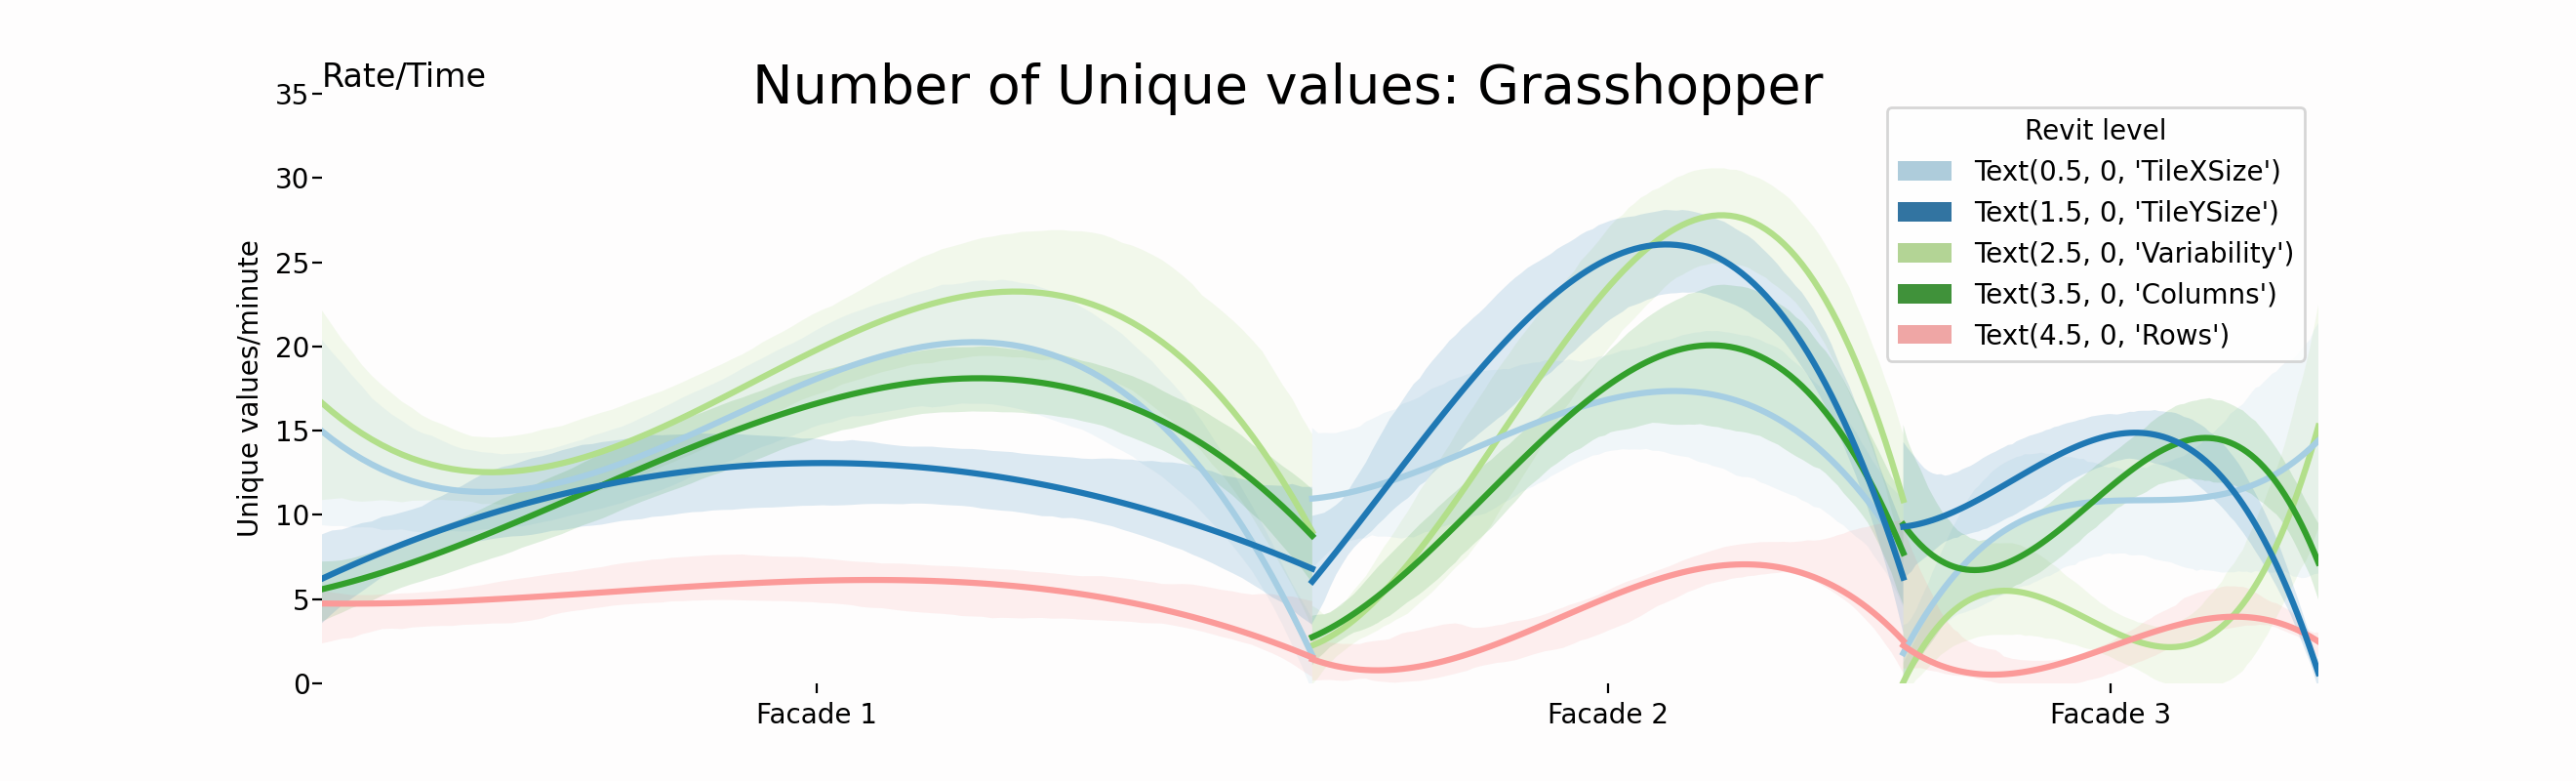 Rate/Time
Number of Unique values: Grasshopper
35
30
25
20
15
10
5
0
Unique values/minute
Revit level
Text(0.5, 0, 'TileXSize')
Text(1.5, 0, 'TileYSize')
Text(2.5, 0, 'Variability')
Text(3.5, 0, 'Columns')
Text(4.5, 0, 'Rows')
Facade 1
Facade 2
Facade 3